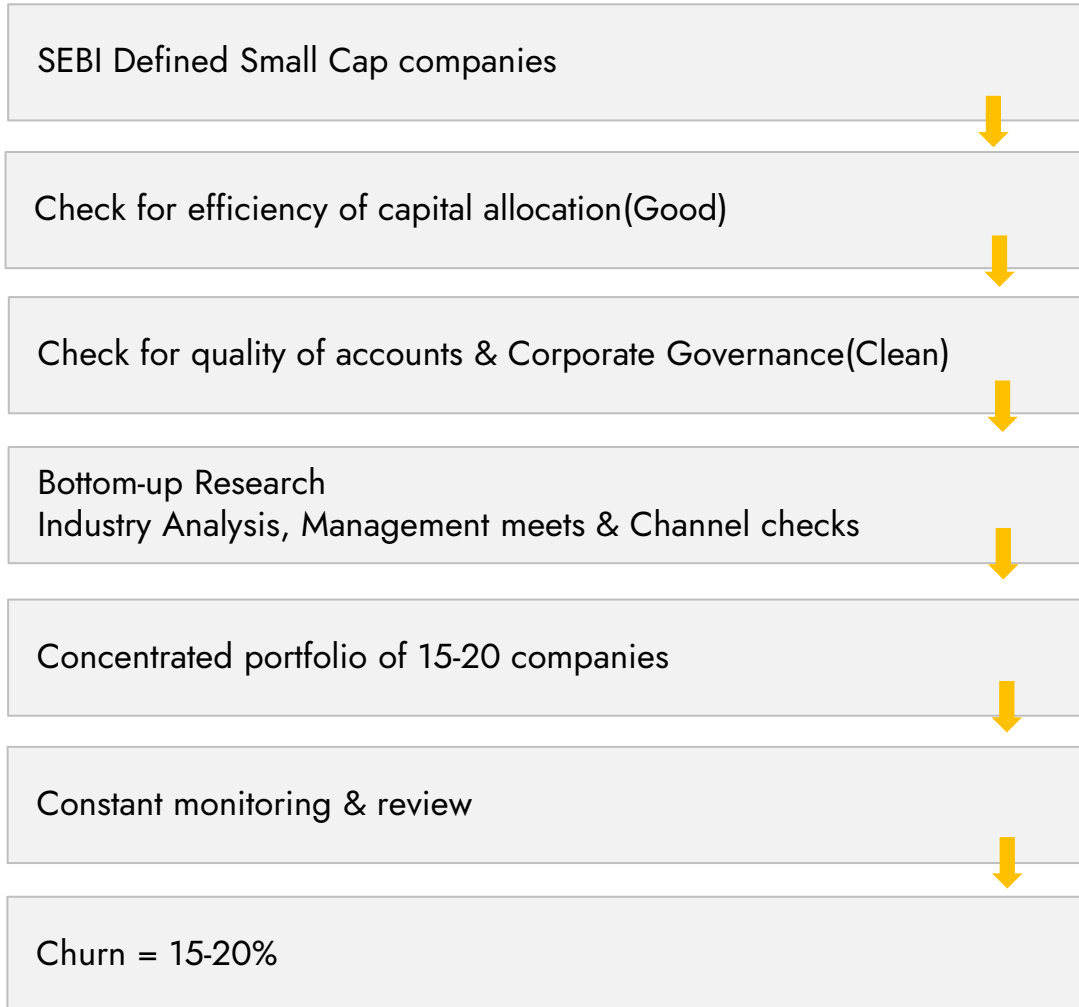 SEBI Defined Small Cap companies
Check for efficiency of capital allocation(Good)
Check for quality of accounts & Corporate Governance(Clean)
Bottom-up Research
Industry Analysis, Management meets & Channel checks
Concentrated portfolio of 15-20 companies
Constant monitoring & review
Churn = 15-20%